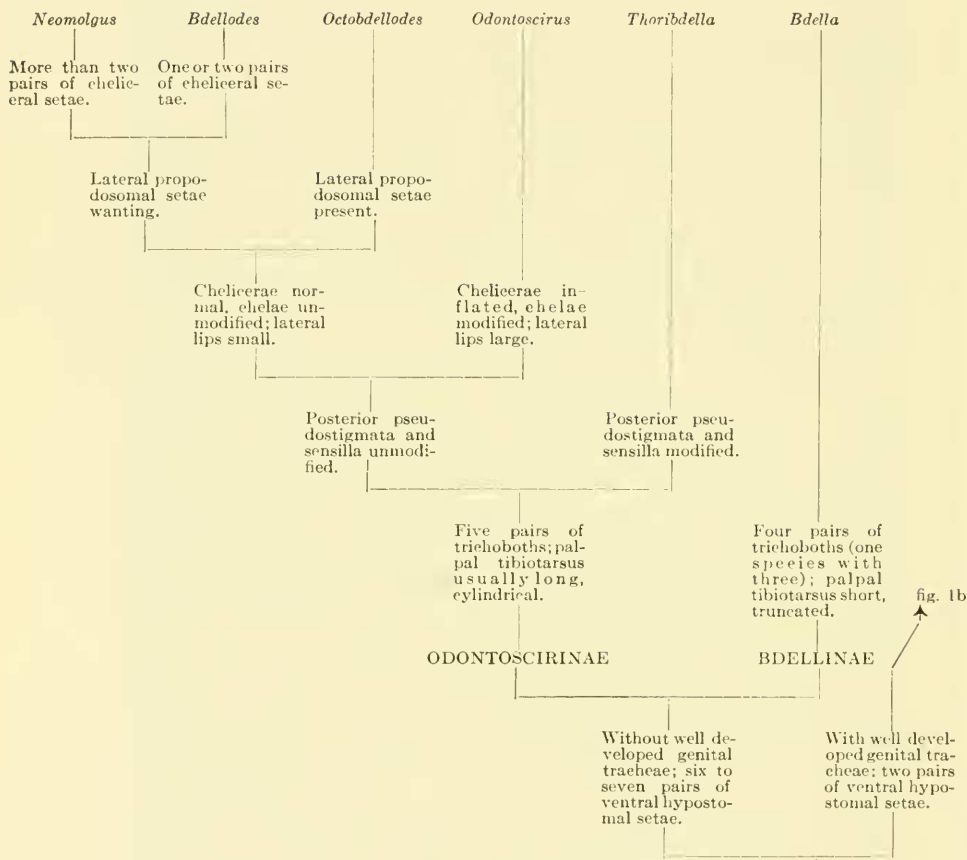 Neomolgus Bdellodes Octobdellodes Odontoscirus Thoribdella Bdella
More than two
pairs of chelic-
eral setae.
One or two pairs
of cheliceral se-
tae.
Lateral propo-
dosomal setae
wanting.
Lateral propo-
dosomal setae
present.
Chelicerae nor-
mal, chelae un-
modified; lateral
lips small.
Chelicerae in-
flated, chelae
modified; lateral
lips large.
Posterior pseu-
dostigmata and
sensilla unmodi-
fied.
Posterior pseu-
dostigmata and
sensilla modified.
Five pairs of
trichoboths; pal-
pal tibiotarsus
usually long,
cylindrical.
Four pairs of
trichoboths (one
species with
three); palpal
tibiotarsus short,
truncated.
fig. 1b
ODONTOSCIRINAE BDELLINAE
Without well de-
veloped genital
tracheae; six to
seven pairs of
ventral hyposto-
mal setae.
With well devel-
oped genital tra-
cheae; two pairs
of ventral hypo-
stomal setae.